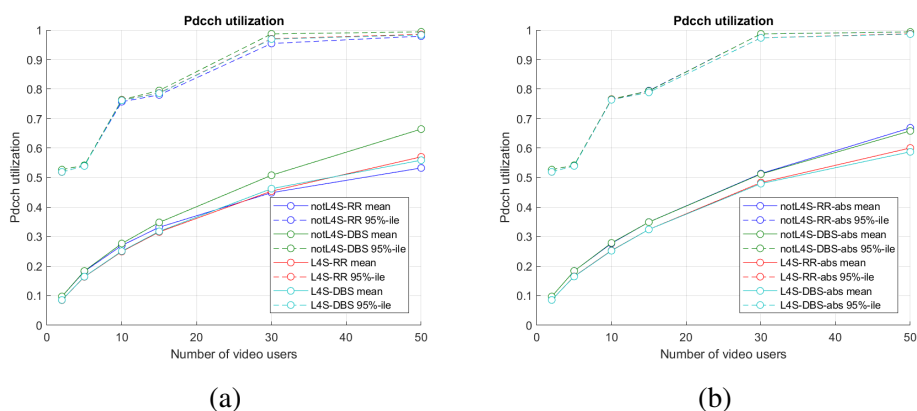 Pdcch utilization
1
0.9
0.8
0.7
0.6
0.5
0.4
0.3
0.2
0.1
0
Pdcch utilization
notL4S-RR mean
notL4S-RR 95%-ile
notL4S-DBS mean
notL4S-DBS 95%-ile
L4S-RR mean
L4S-RR 95%-ile
L4S-DBS mean
L4S-DBS 95%-ile
0 10 20 30 40 50
Number of video users
(a)
Pdcch utilization
1
0.9
0.8
0.7
0.6
0.5
0.4
0.3
0.2
0.1
0
Pdcch utilization
notL4S-RR-abs mean
notL4S-RR-abs 95%-ile
notL4S-DBS-abs mean
notL4S-DBS-abs 95%-ile
L4S-RR-abs mean
L4S-RR-abs 95%-ile
L4S-DBS-abs mean
L4S-DBS-abs 95%-ile
0 10 20 30 40 50
Number of video users
(b)